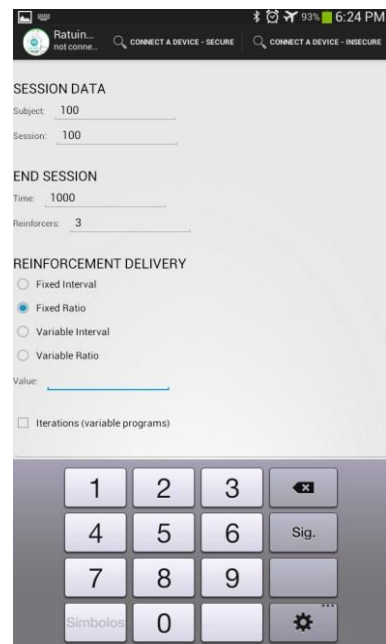 93% 6:24 PM
Ratuin...
not conne...
CONNECT A DEVICE - SECURE
CONNECT A DEVICE - INSECURE
SESSION DATA
Subject: 100
Session: 100
END SESSION
Time: 1000
Reinforcers: 3
REINFORCEMENT DELIVERY
Fixed Interval
Fixed Ratio
Variable Interval
Variable Ratio
Value:
Iterations (variable programs)
1 2 3
4 5 6 Sig.
7 8 9
Símbolos 0